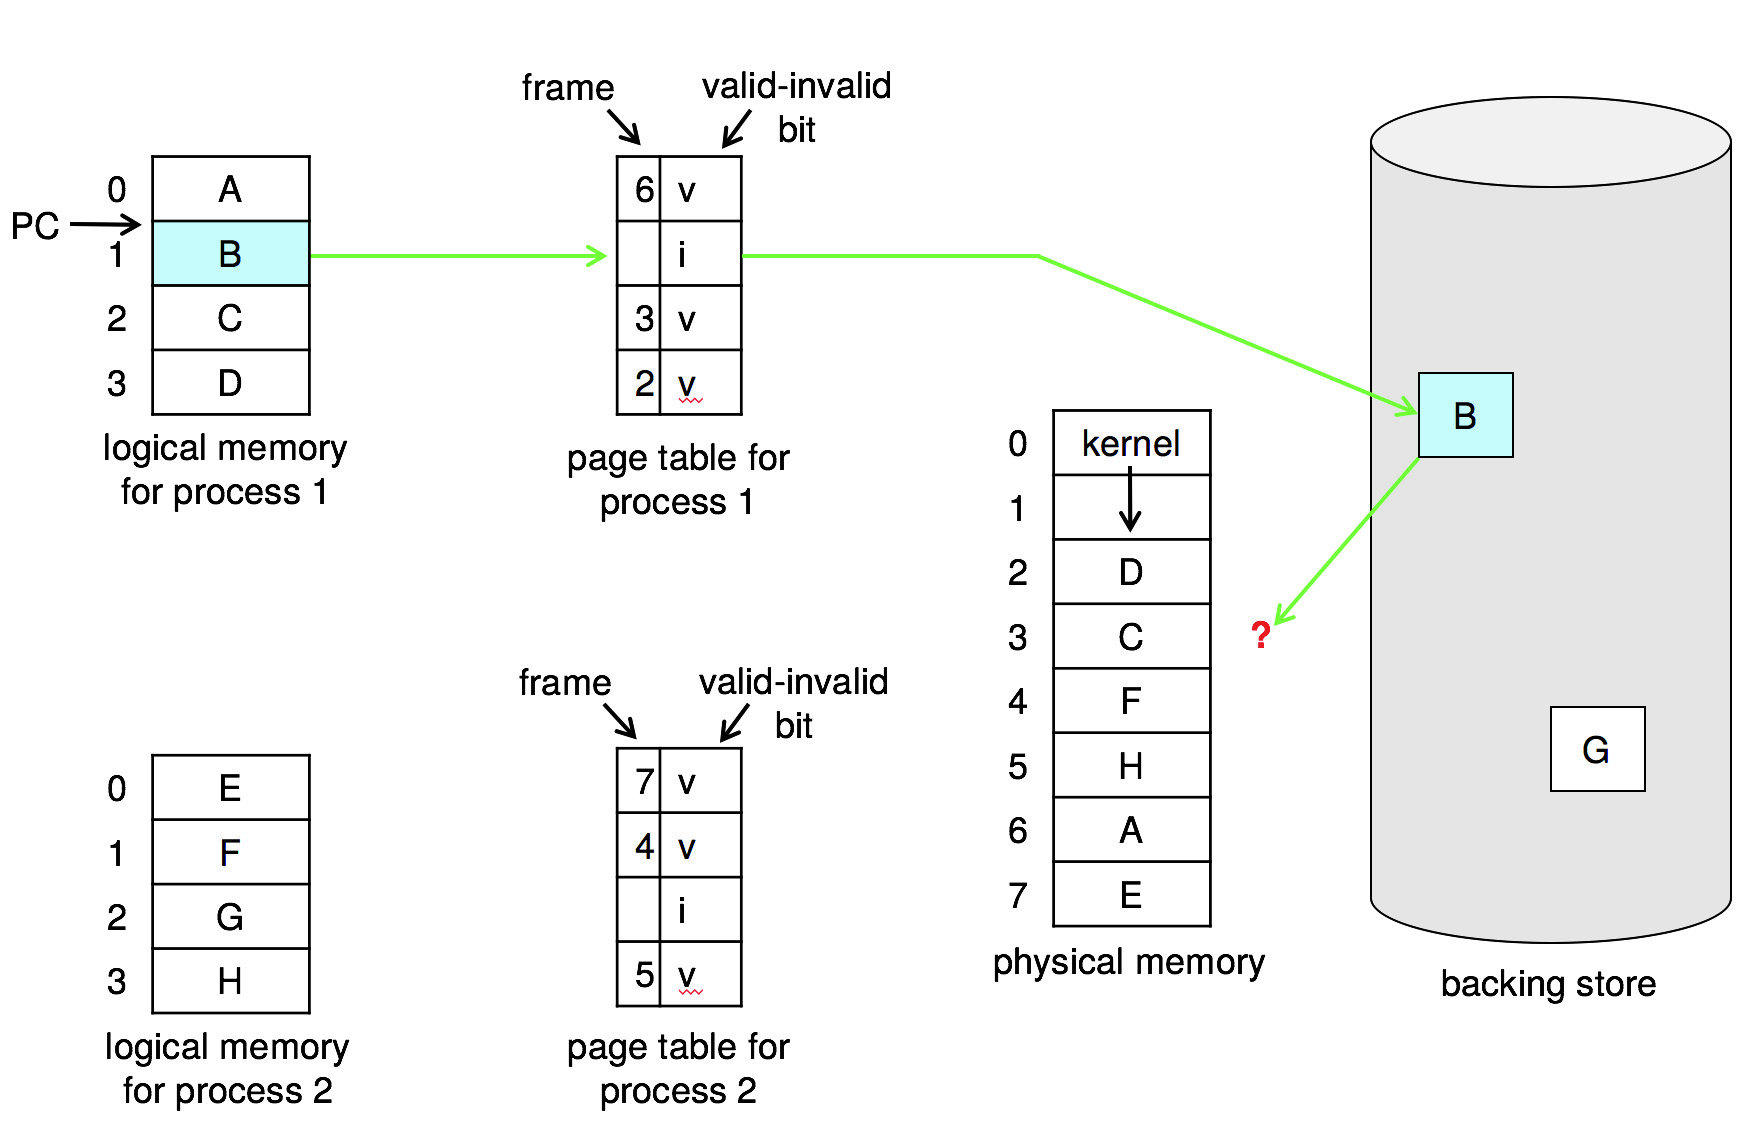 frame
valid-invalid
bit
PC
0 A
1 B
2 C
3 D
logical memory
for process 1
6 v
i
3 v
2 v
page table for
process 1
0 kernel
1
2 D
3 C
4 F
5 H
6 A
7 E
physical memory
?
B
G
backing store
frame
valid-invalid
bit
0 E
1 F
2 G
3 H
logical memory
for process 2
7 v
4 v
i
5 v
page table for
process 2